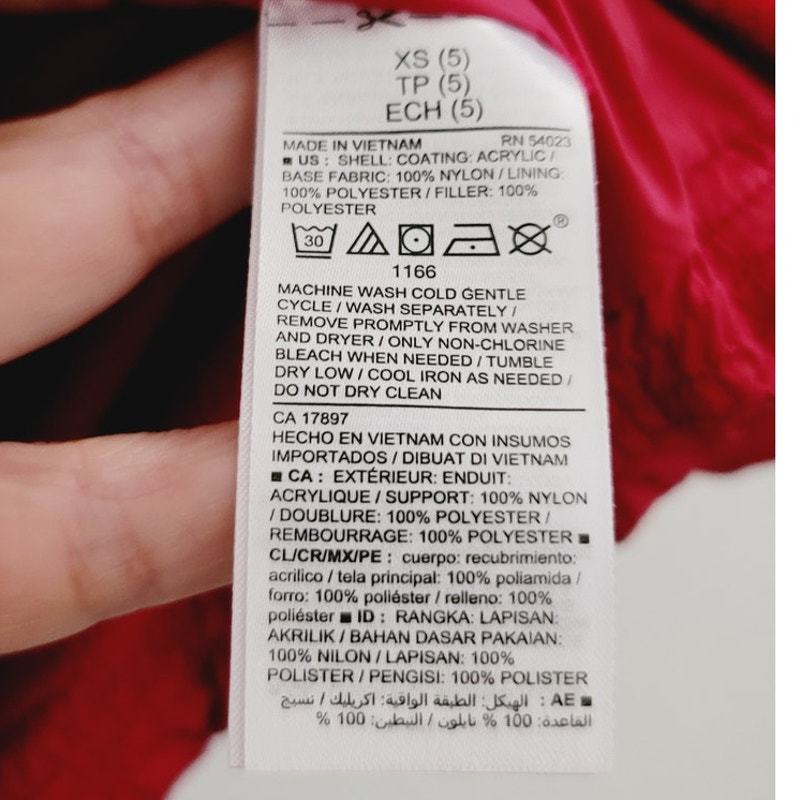 XS (5)
TP (5)
ECH (5)
MADE IN VIETNAM RN 54023
■ US : SHELL: COATING: ACRYLIC /
BASE FABRIC: 100% NYLON / LINING:
100% POLYESTER / FILLER: 100%
POLYESTER
30 ®
1166
MACHINE WASH COLD GENTLE
CYCLE / WASH SEPARATELY /
REMOVE PROMPTLY FROM WASHER
AND DRYER / ONLY NON-CHLORINE
BLEACH WHEN NEEDED / TUMBLE
DRY LOW / COOL IRON AS NEEDED /
DO NOT DRY CLEAN
CA 17897
HECHO EN VIETNAM CON INSUMOS
IMPORTADOS / DIBUAT DI VIETNAM
■ CA : EXTÉRIEUR: ENDUIT:
ACRYLIQUE / SUPPORT: 100% NYLON
/ DOUBLURE: 100% POLYESTER /
REMBOURRAGE: 100% POLYESTER ■
CL/CR/MX/PE : cuerpo: recubrimiento:
acrilico / tela principal: 100% poliamida /
forro: 100% poliéster / relleno: 100%
poliéster ■ ID : RANGKA: LAPISAN:
AKRILIK / BAHAN DASAR PAKAIAN:
100% NILON / LAPISAN: 100%
POLISTER / PENGISI: 100% POLISTER
■ AE : الهيكل: الطبقة الواقية: اكريليك / نسيج
القاعدة: 100 % نايلون / التبطين: 100 %